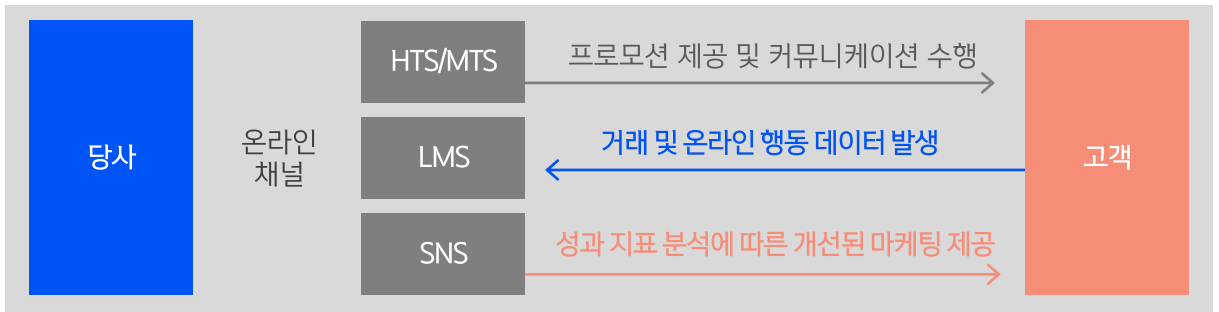 당사
온라인
채널
HTS/MTS
LMS
SNS
프로모션 제공 및 커뮤니케이션 수행
거래 및 온라인 행동 데이터 발생
성과 지표 분석에 따른 개선된 마케팅 제공
고객